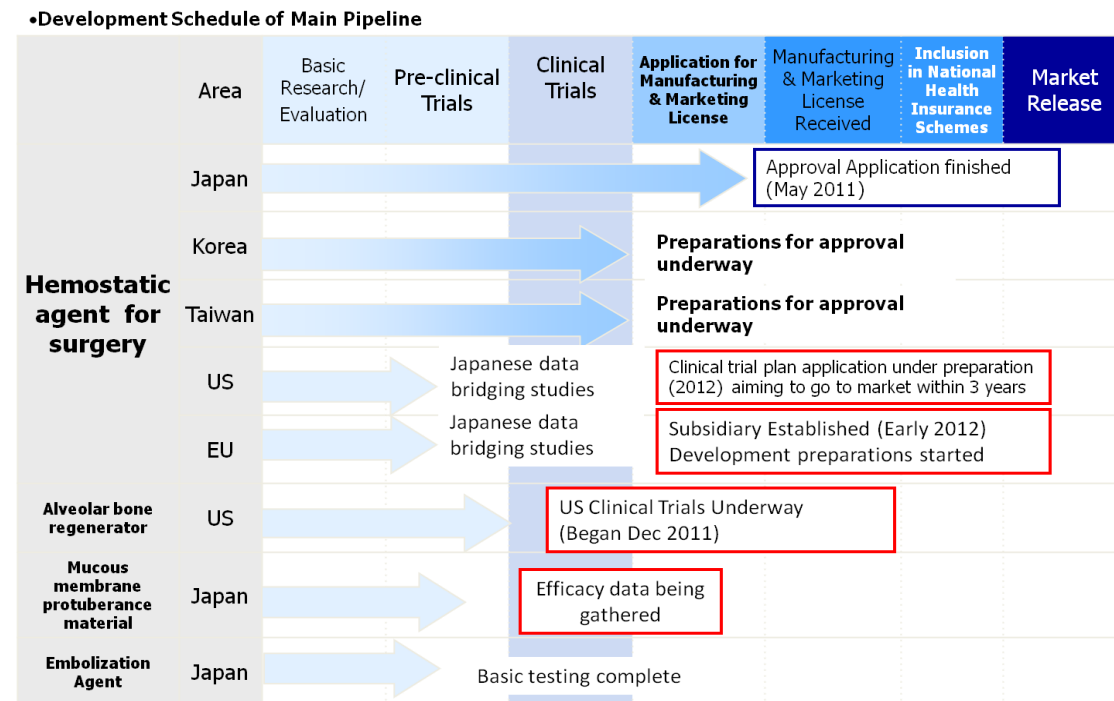 •Development Schedule of Main Pipeline
Area
Basic
Research/
Evaluation
Pre-clinical
Trials
Clinical
Trials
Application for
Manufacturing
& Marketing
License
Manufacturing
& Marketing
License
Received
Inclusion
in National
Health
Insurance
Schemes
Market
Release
Hemostatic
agent for
surgery
Japan
Approval Application finished
(May 2011)
Korea
Preparations for approval
underway
Taiwan
Preparations for approval
underway
US
Japanese data
bridging studies
Clinical trial plan application under preparation
(2012) aiming to go to market within 3 years
EU
Japanese data
bridging studies
Subsidiary Established (Early 2012)
Development preparations started
Alveolar bone
regenerator
US
US Clinical Trials Underway
(Began Dec 2011)
Mucous
membrane
protuberance
material
Japan
Efficacy data being
gathered
Embolization
Agent
Japan
Basic testing complete